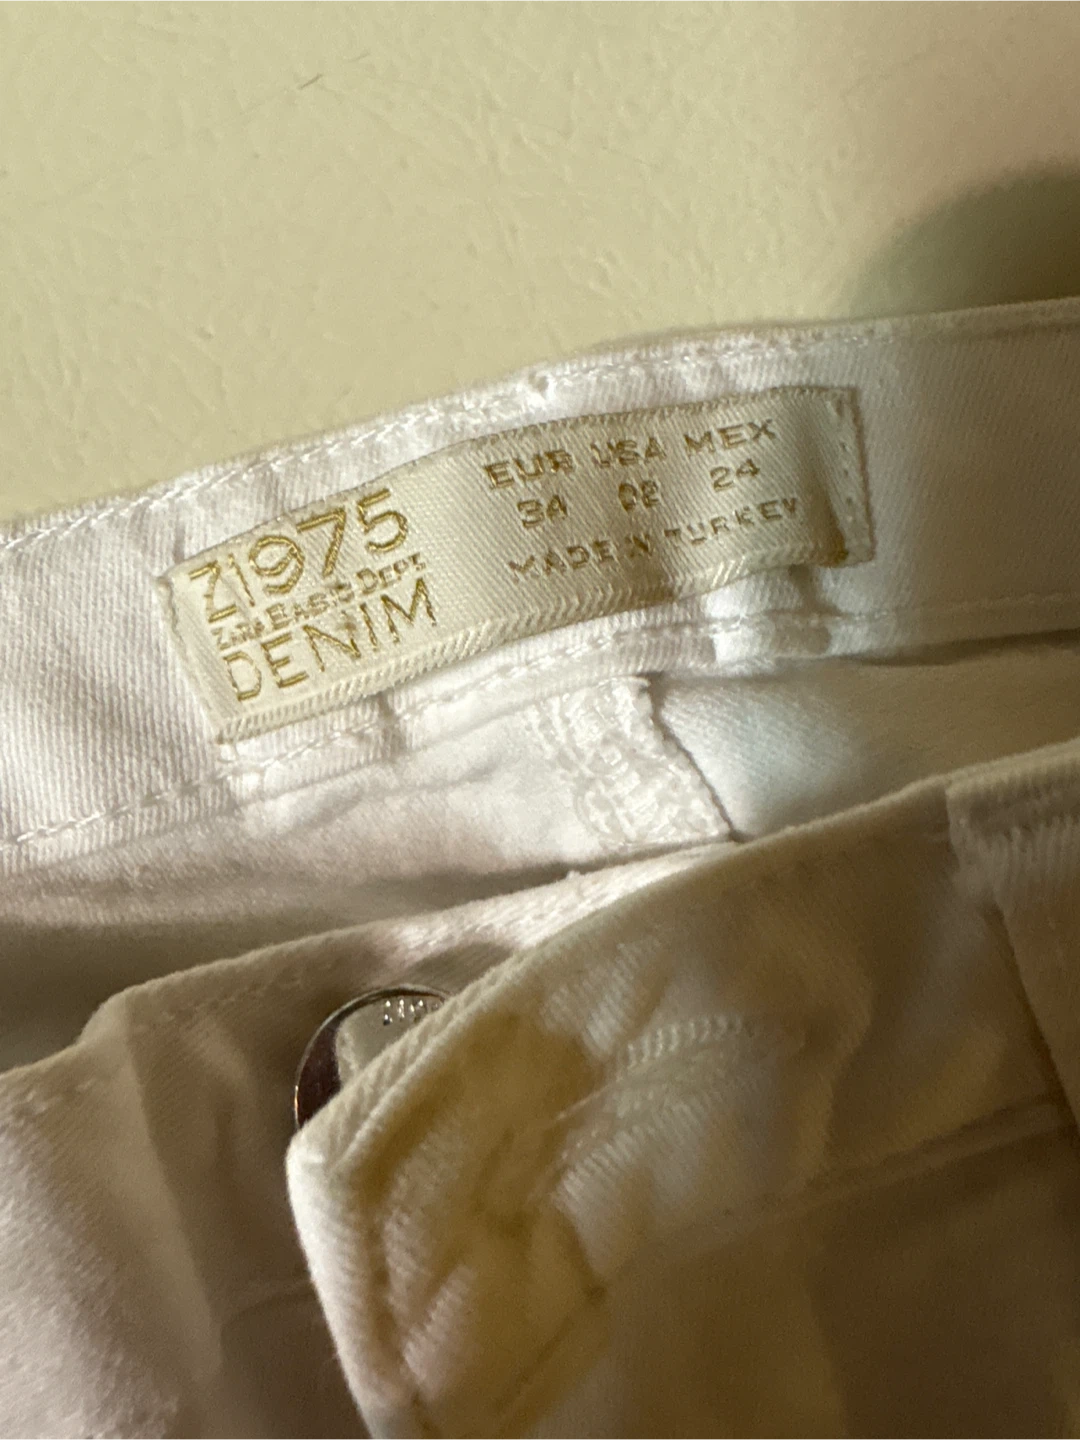 Z1975
ZARA BASIC DEPT.
DENIM
EUR USA MEX
34 02 24
MADE IN TURKEY